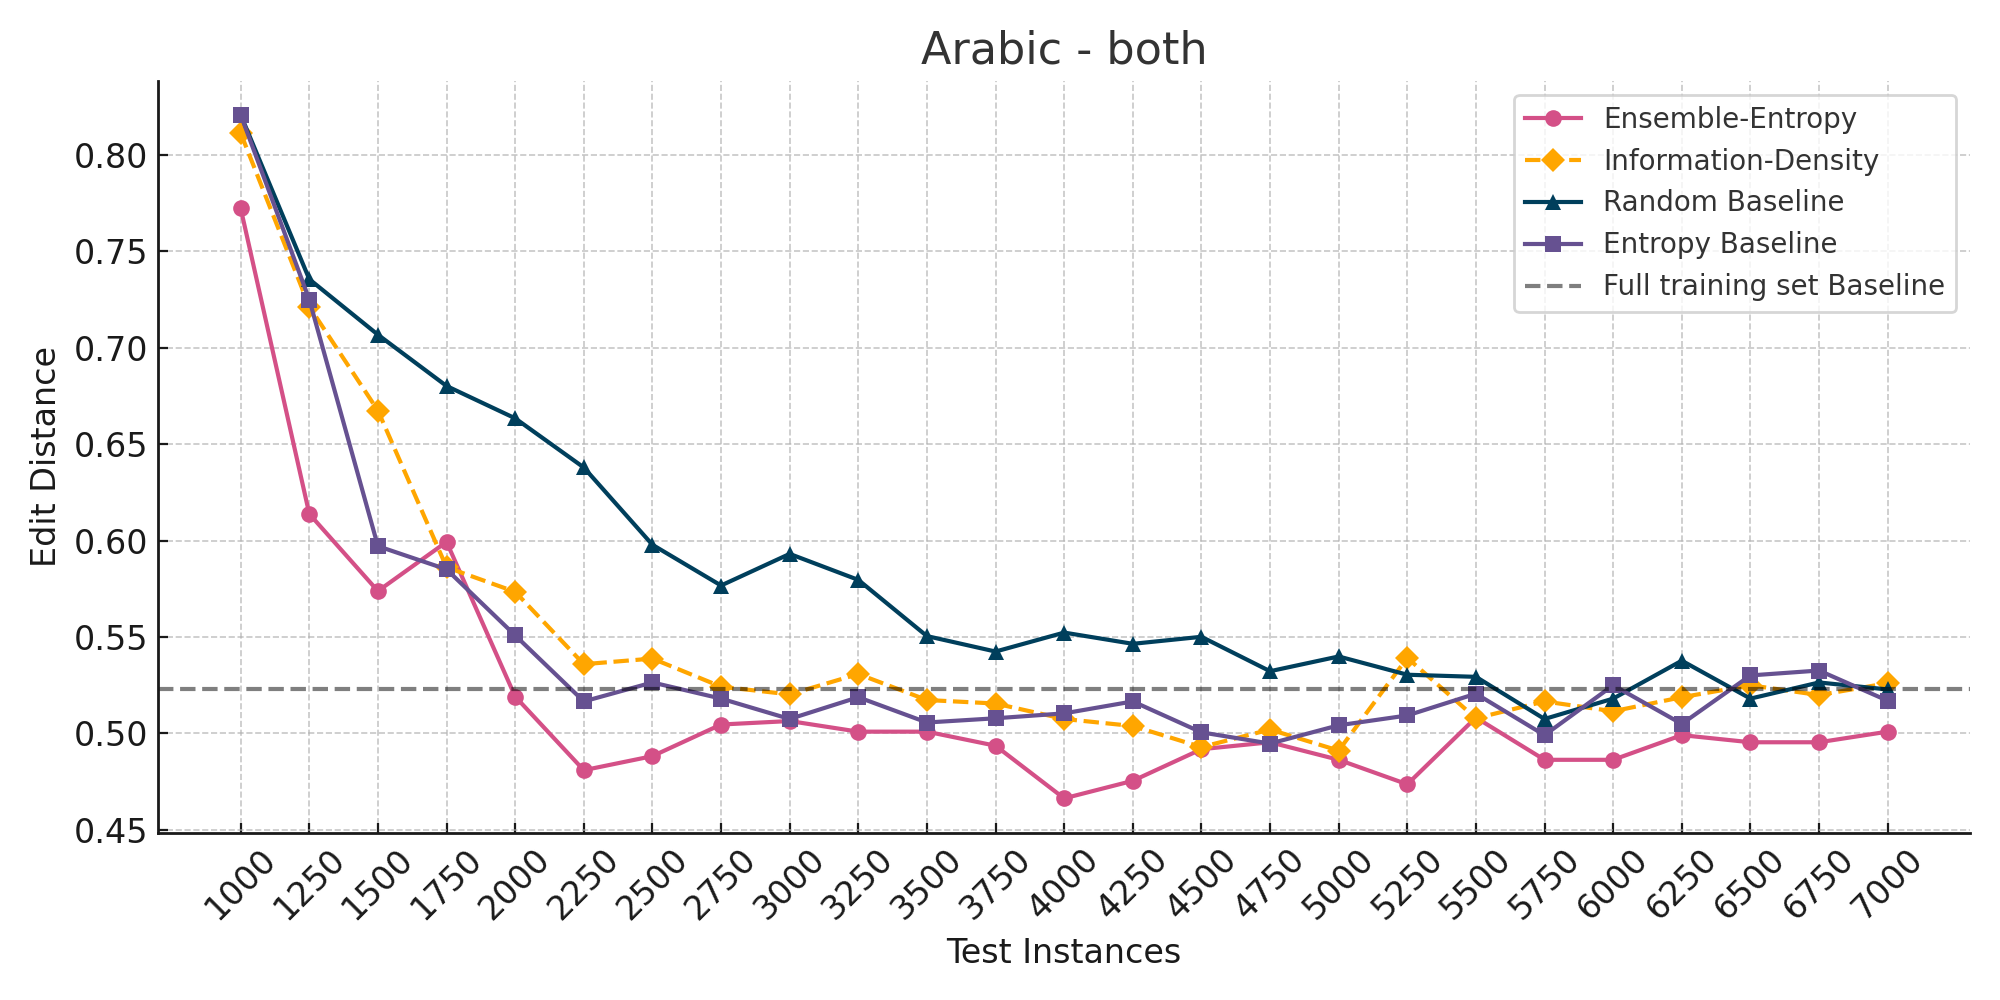 Arabic - both
Ensemble-Entropy
Information-Density
Random Baseline
Entropy Baseline
Full training set Baseline
Edit Distance
0.80
0.75
0.70
0.65
0.60
0.55
0.50
0.45
1000 1250 1500 1750 2000 2250 2500 2750 3000 3250 3500 3750 4000 4250 4500 4750 5000 5250 5500 5750 6000 6250 6500 6750 7000
Test Instances